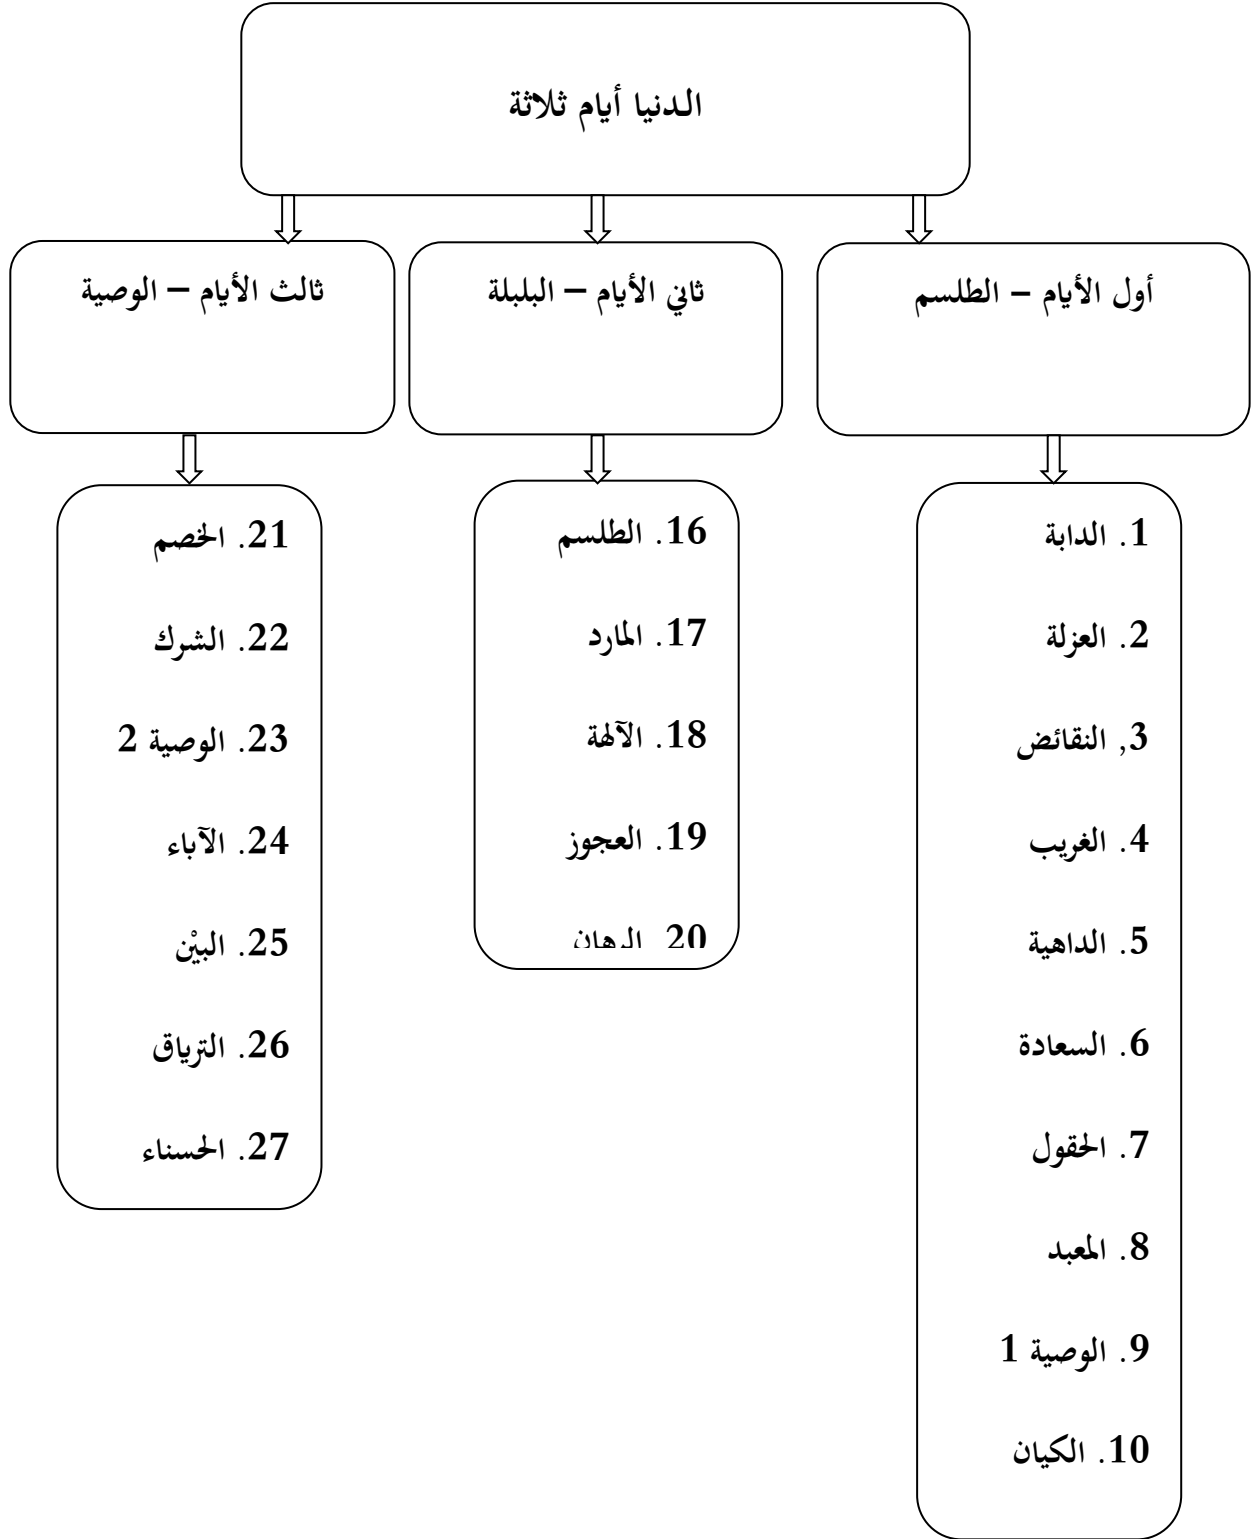 الدنيا أيام ثلاثة
أول الأيام – الطلسم
ثاني الأيام – البلبلة
ثالث الأيام – الوصية
1. الدابة
2. العزلة
3, النقائض
4. الغريب
5. الداهية
6. السعادة
7. الحقول
8. المعبد
9. الوصية 1
10. الكيان
16. الطلسم
17. المارد
18. الآلهة
19. العجوز
20. الرهان
21. الخصم
22. الشرك
23. الوصية 2
24. الآباء
25. البيْن
26. الترياق
27. الحسناء